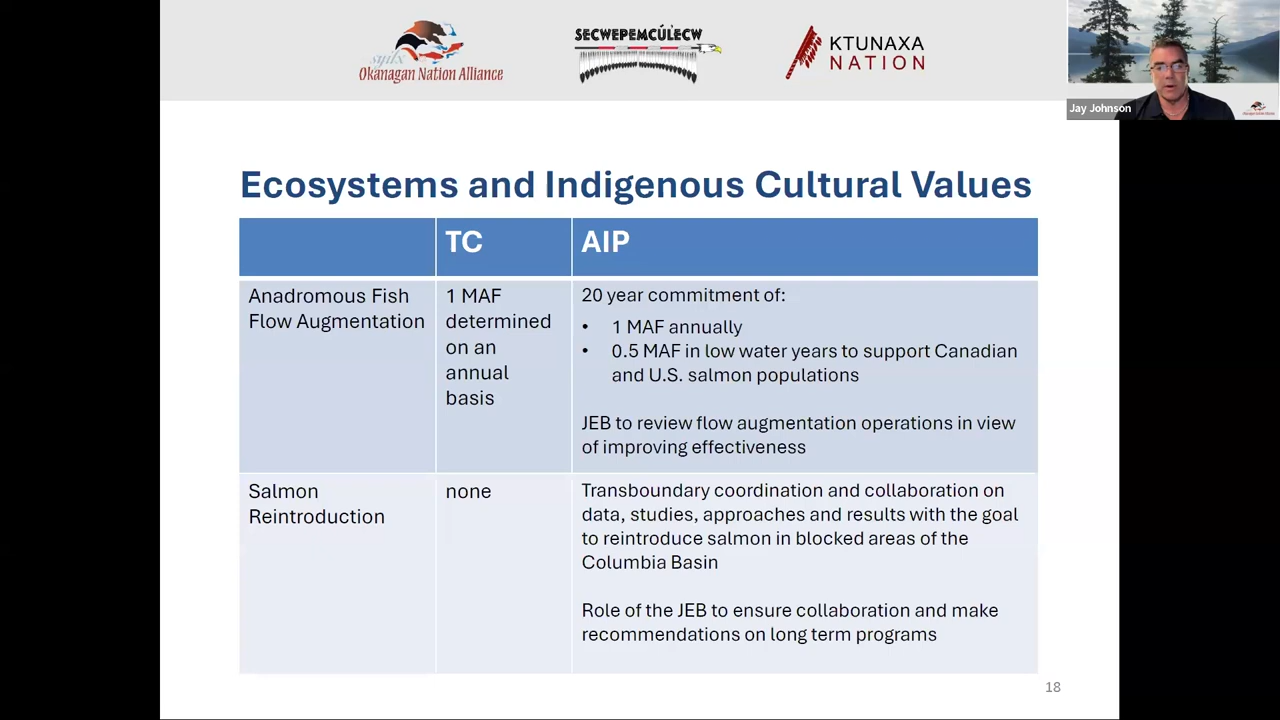 syilx
Okanagan Nation Alliance
SECWEPEMCÚLECW
KTUNAXA
NATION
Jay Johnson
Ecosystems and Indigenous Cultural Values
TC
AIP
Anadromous Fish
Flow Augmentation
1 MAF
determined
on an
annual
basis
20 year commitment of:
• 1 MAF annually
• 0.5 MAF in low water years to support Canadian
and U.S. salmon populations
JEB to review flow augmentation operations in view
of improving effectiveness
Salmon
Reintroduction
none
Transboundary coordination and collaboration on
data, studies, approaches and results with the goal
to reintroduce salmon in blocked areas of the
Columbia Basin
Role of the JEB to ensure collaboration and make
recommendations on long term programs
18